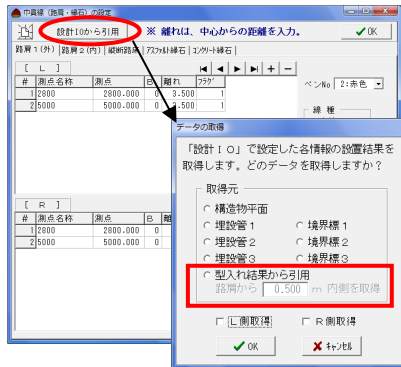 中央線（路肩・縁石）の設定
設計IOから引用 ※ 離れは、中心からの距離を入力。 OK
路肩1(外) 路肩2(内) 縦断路線 アスファルト縁石 コンクリート縁石
[ L ]
# 測点名称 測点 B 離れ フラグ
1 2800 2800.000 0 3.500 1
2 5000 5000.000 0 3.500 1
ペンNo 2:赤色
線 種
[ R ]
# 測点名称 測点 B 離
1 2800 2800.000 0
2 5000 5000.000 0
データの取得
「設計ＩＯ」で設定した各情報の設置結果を
取得します。どのデータを取得しますか？
取得元
構造物平面
埋設管１ 境界標１
埋設管２ 境界標２
埋設管３ 境界標３
型入れ結果から引用
路肩から 0.500 m 内側を取得
Ｌ側取得 Ｒ側取得
OK キャンセル